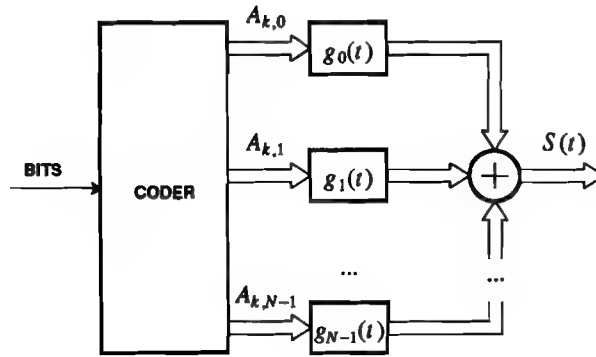 A_{k,0}
g_0(t)
S(t)
A_{k,1}
BITS
CODER
g_1(t)
+
...
...
A_{k,N-1}
g_{N-1}(t)